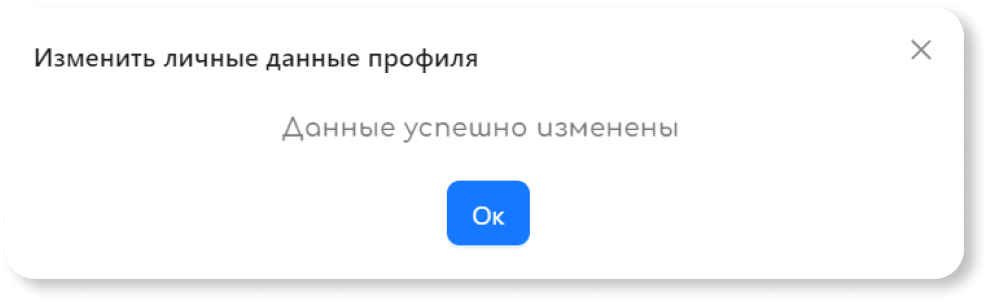 Изменить личные данные профиля
Данные успешно изменены
Ок